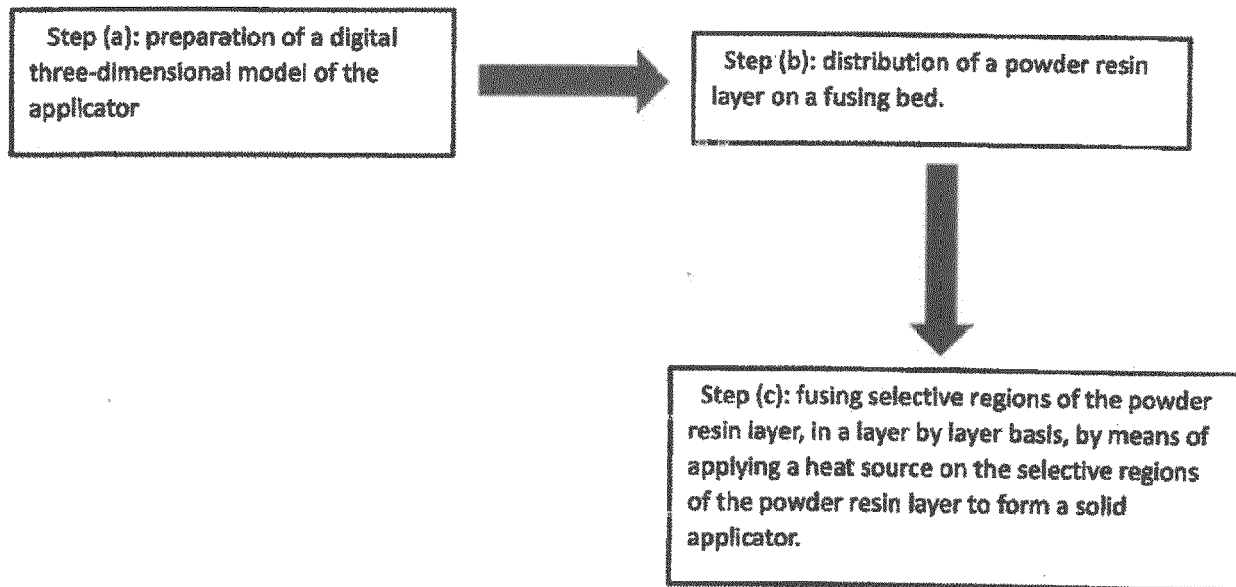 Step (a): preparation of a digital
three-dimensional model of the
applicator
Step (b): distribution of a powder resin
layer on a fusing bed.
Step (c): fusing selective regions of the powder
resin layer, in a layer by layer basis, by means of
applying a heat source on the selective regions
of the powder resin layer to form a solid
applicator.